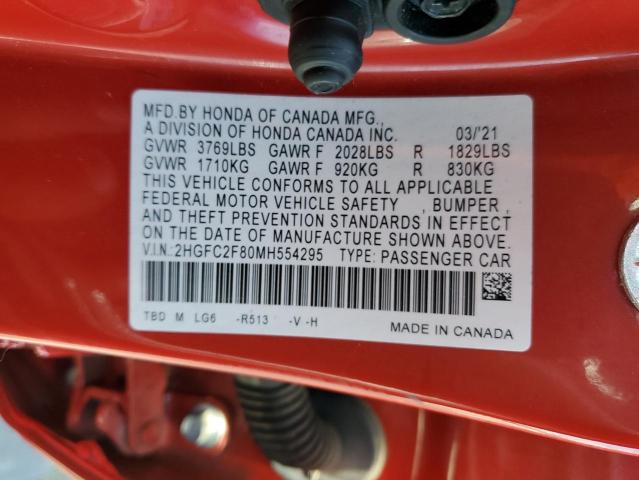 MFD.BY HONDA OF CANADA MFG.,
A DIVISION OF HONDA CANADA INC. 03/'21
GVWR 3769LBS GAWR F 2028LBS R 1829LBS
GVWR 1710KG GAWR F 920KG R 830KG
THIS VEHICLE CONFORMS TO ALL APPLICABLE
FEDERAL MOTOR VEHICLE SAFETY , BUMPER,
AND THEFT PREVENTION STANDARDS IN EFFECT
ON THE DATE OF MANUFACTURE SHOWN ABOVE.
V.I.N.:2HGFC2F80MH554295 TYPE: PASSENGER CAR
TBD M LG6 -R513 -V -H
MADE IN CANADA